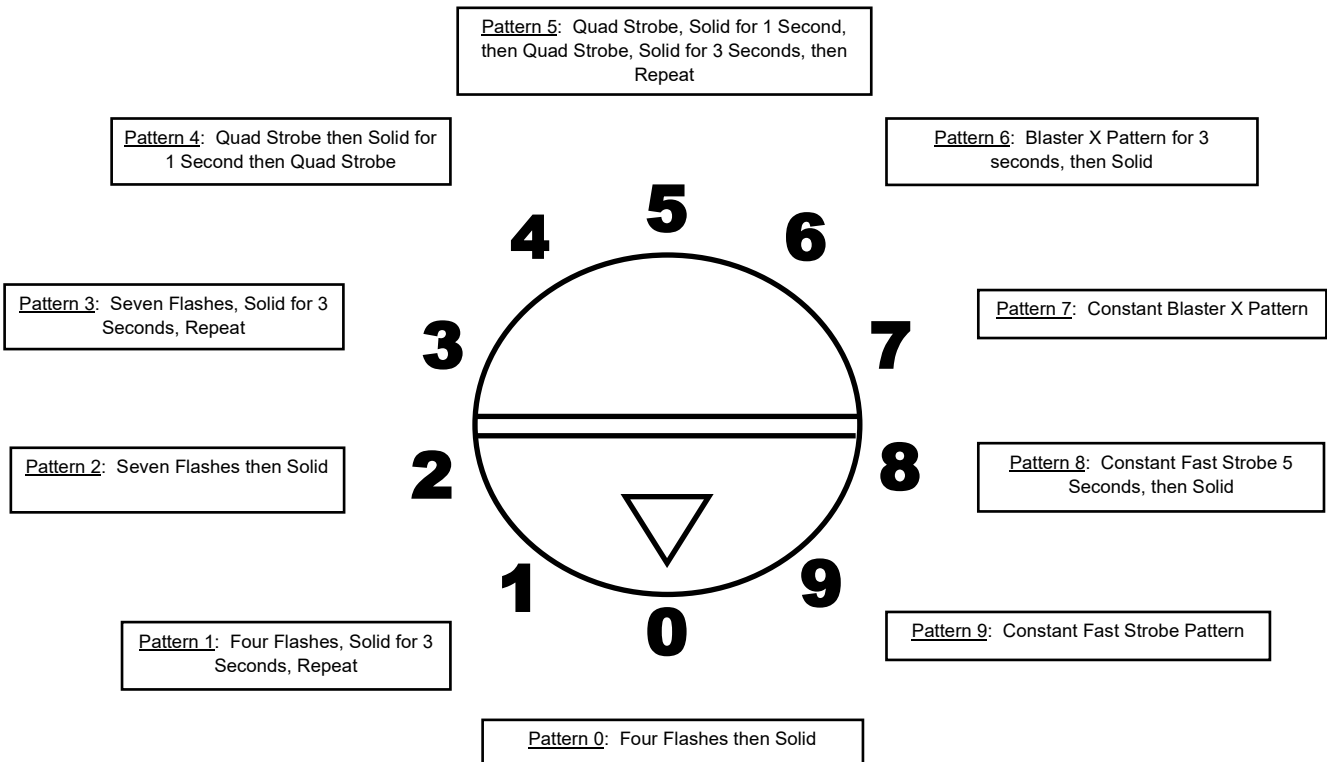 Pattern 5: Quad Strobe, Solid for 1 Second,
then Quad Strobe, Solid for 3 Seconds, then
Repeat
Pattern 4: Quad Strobe then Solid for
1 Second then Quad Strobe
Pattern 6: Blaster X Pattern for 3
seconds, then Solid
5
4
6
Pattern 3: Seven Flashes, Solid for 3
Seconds, Repeat
Pattern 7: Constant Blaster X Pattern
3
7
Pattern 2: Seven Flashes then Solid
2
8
Pattern 8: Constant Fast Strobe 5
Seconds, then Solid
1
9
0
Pattern 1: Four Flashes, Solid for 3
Seconds, Repeat
Pattern 9: Constant Fast Strobe Pattern
Pattern 0: Four Flashes then Solid